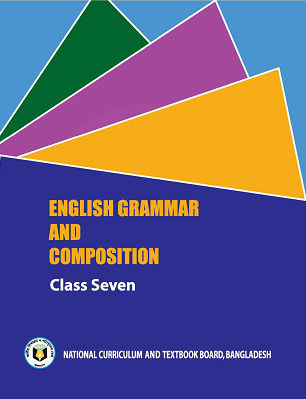 ENGLISH GRAMMAR
AND
COMPOSITION
Class Seven
NATIONAL CURRICULUM AND TEXTBOOK BOARD, BANGLADESH